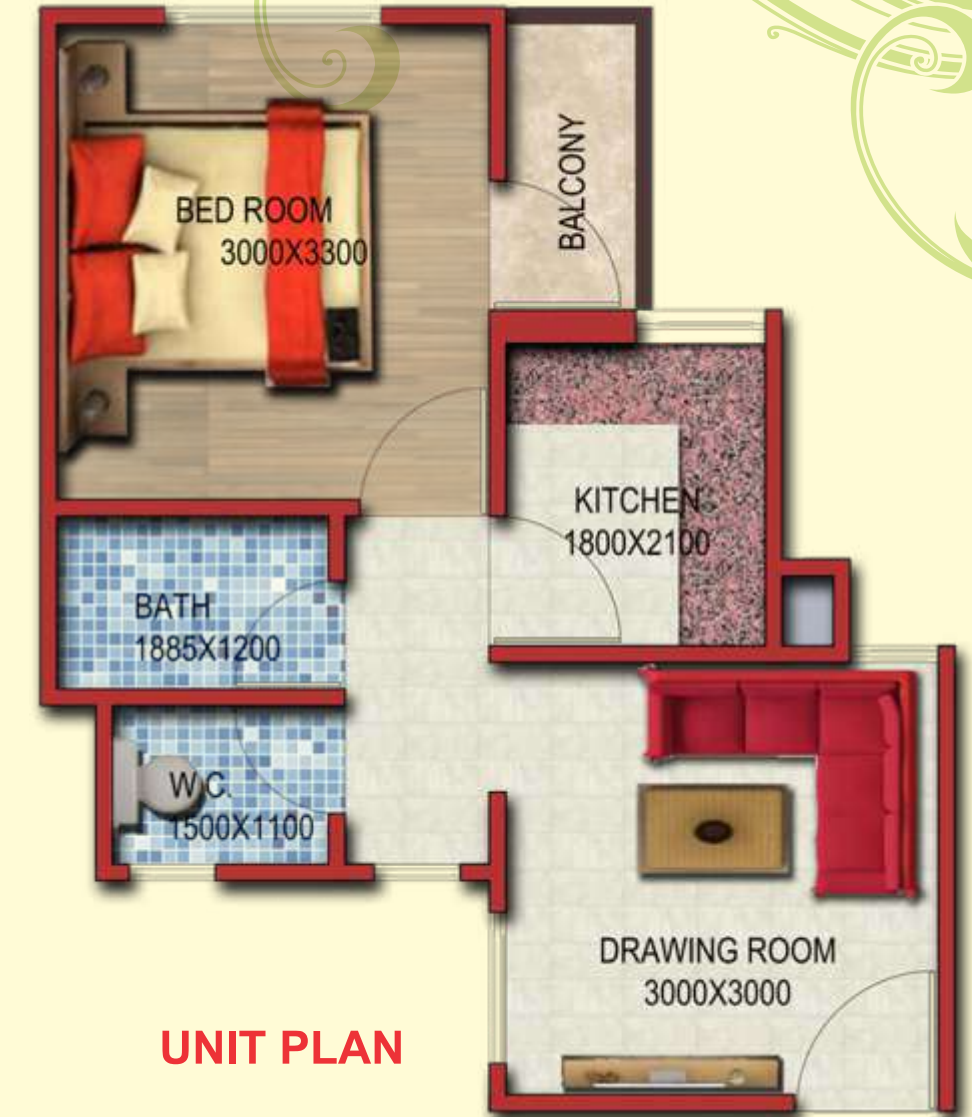 BED ROOM
3000X3300
BALCONY
KITCHEN
1800X2100
BATH
1885X1200
W.C.
1500X1100
DRAWING ROOM
3000X3000
UNIT PLAN